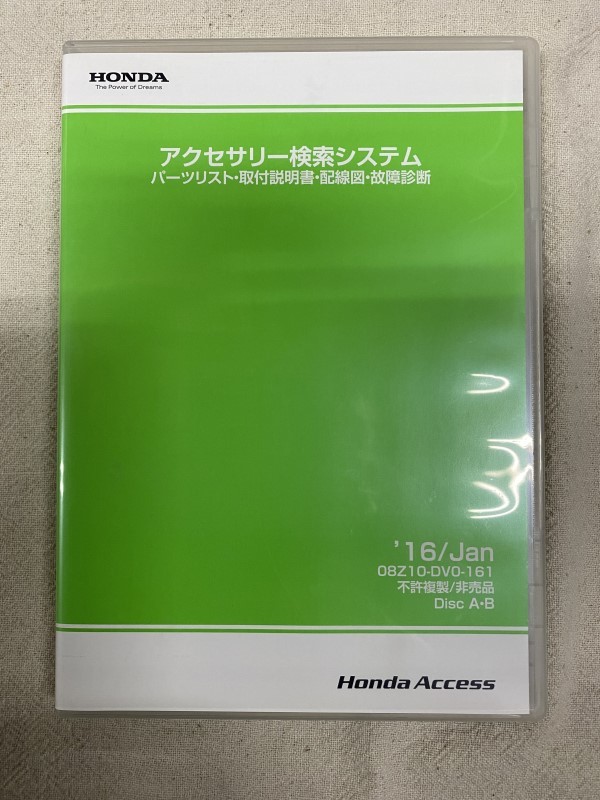 HONDA
The Power of Dreams
アクセサリー検索システム
パーツリスト・取付説明書・配線図・故障診断
'16/Jan
08Z10-DV0-161
不許複製/非売品
Disc A・B
Honda Access